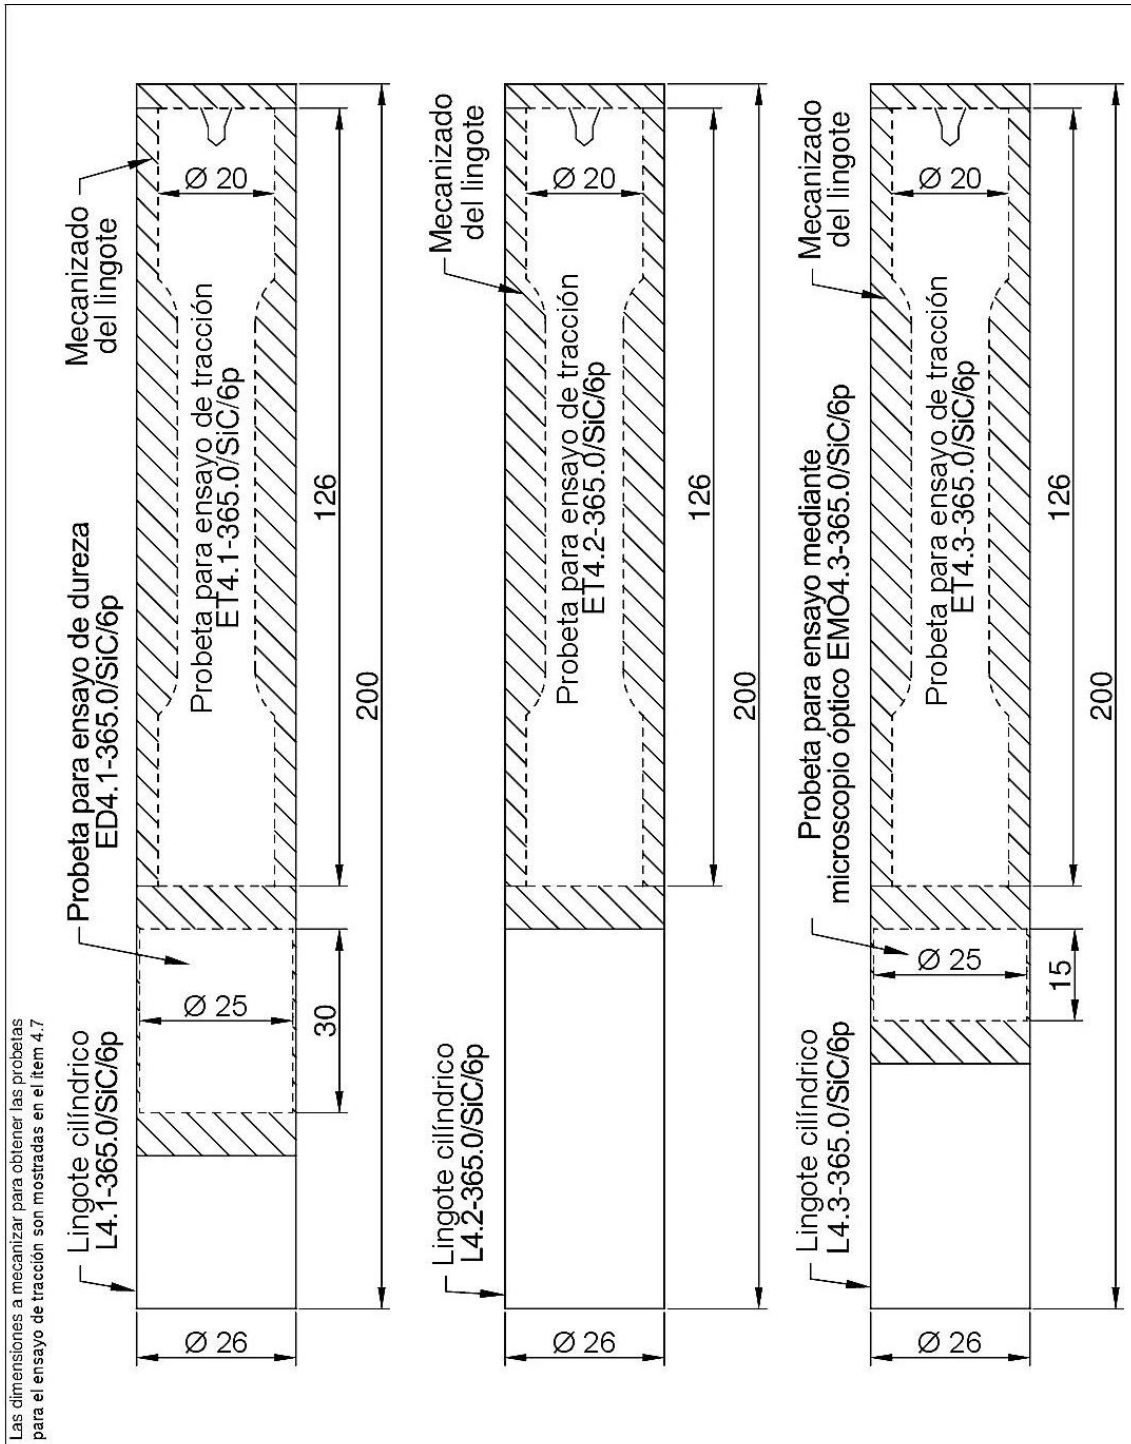 Las dimensiones a mecanizar para obtener las probetas
para el ensayo de tracción son mostradas en el ítem 4.7
Lingote cilíndrico
L4.1-365.0/SiC/6p
Probeta para ensayo de dureza
ED4.1-365.0/SiC/6p
Mecanizado
del lingote
Probeta para ensayo de tracción
ET4.1-365.0/SiC/6p
Ø 20
Ø 25
Ø 26
30
126
200
Lingote cilíndrico
L4.2-365.0/SiC/6p
Mecanizado
del lingote
Probeta para ensayo de tracción
ET4.2-365.0/SiC/6p
Ø 20
Ø 26
126
200
Lingote cilíndrico
L4.3-365.0/SiC/6p
Probeta para ensayo mediante
microscopio óptico EMO4.3-365.0/SiC/6p
Mecanizado
del lingote
Probeta para ensayo de tracción
ET4.3-365.0/SiC/6p
Ø 20
Ø 25
Ø 26
15
126
200